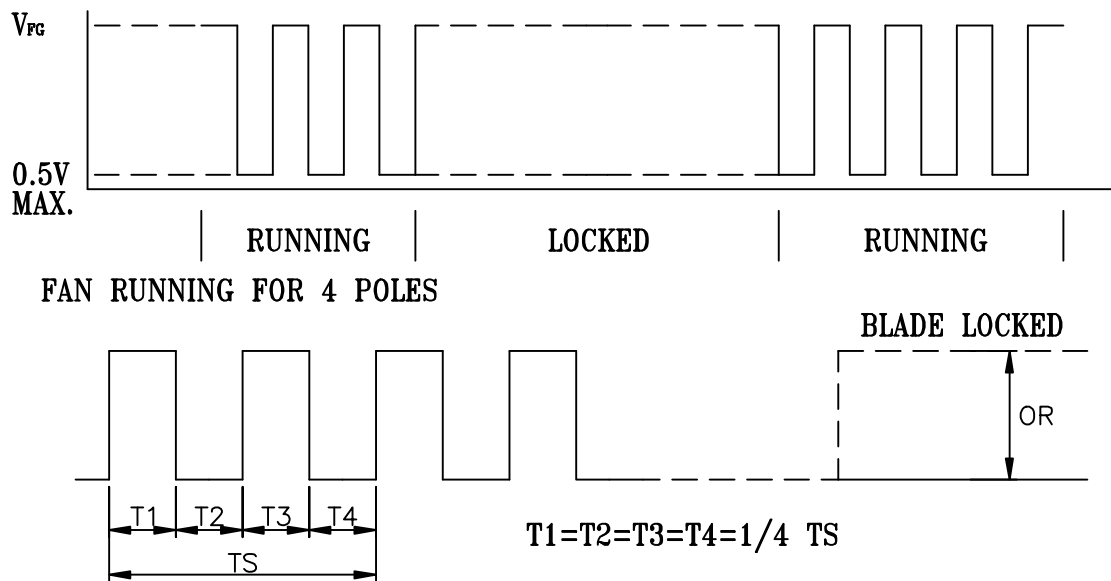 VFG
0.5V
MAX.
RUNNING LOCKED RUNNING
FAN RUNNING FOR 4 POLES
BLADE LOCKED
OR
T1 T2 T3 T4
T1=T2=T3=T4=1/4 TS
TS